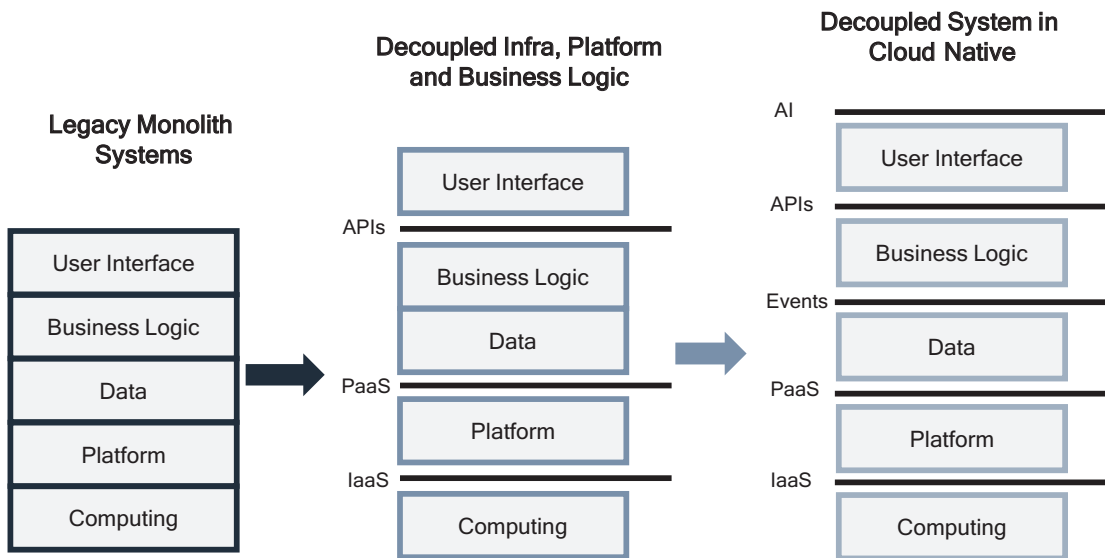 Legacy Monolith
Systems
User Interface
Business Logic
Data
Platform
Computing
Decoupled Infra, Platform
and Business Logic
User Interface
APIs
Business Logic
Data
PaaS
Platform
IaaS
Computing
Decoupled System in
Cloud Native
AI
User Interface
APIs
Business Logic
Events
Data
PaaS
Platform
IaaS
Computing